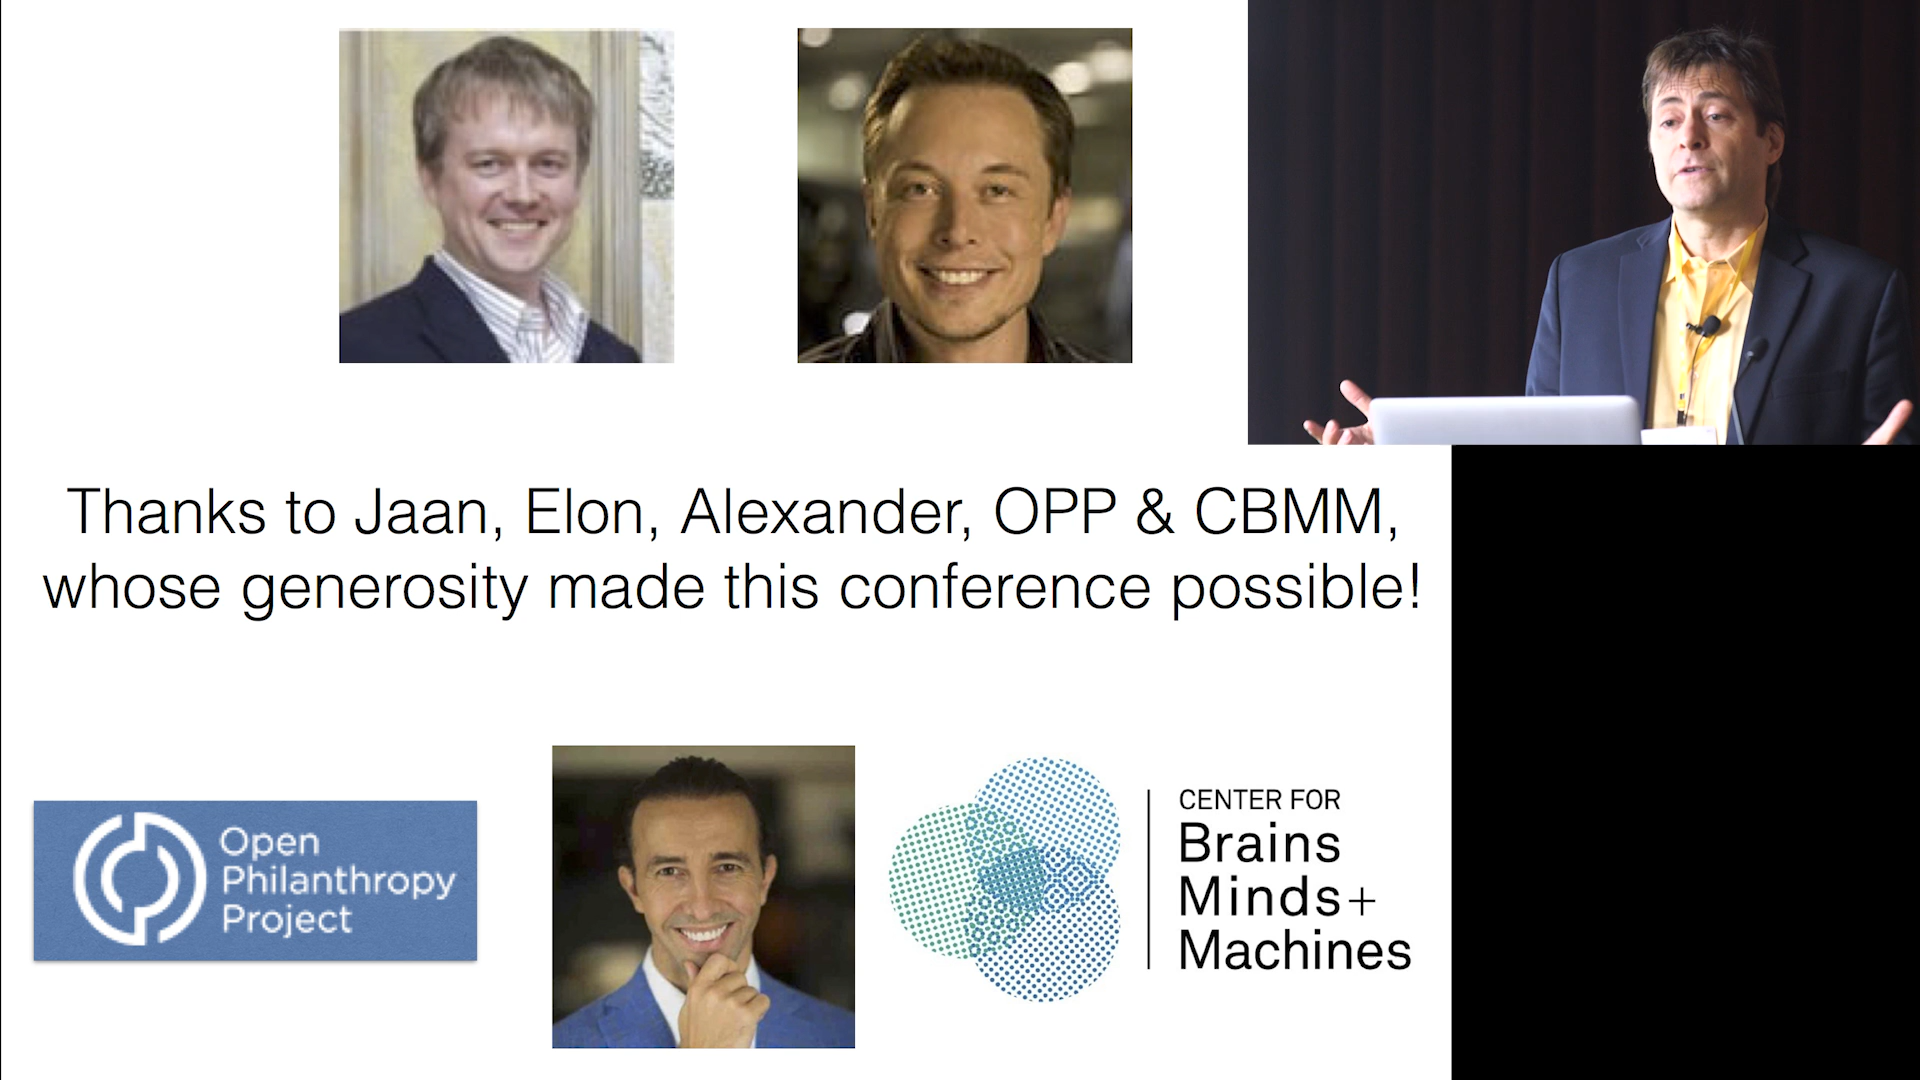 Thanks to Jaan, Elon, Alexander, OPP & CBMM,
whose generosity made this conference possible!
Open
Philanthropy
Project
CENTER FOR
Brains
Minds+
Machines